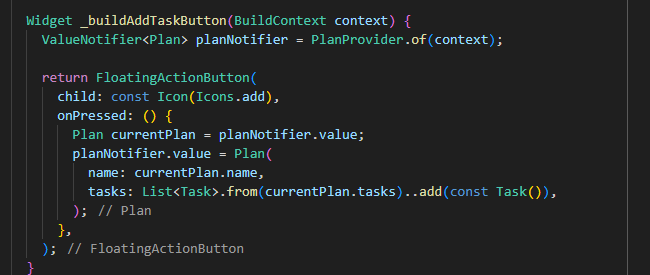 Widget _buildAddTaskButton(BuildContext context) {
  ValueNotifier<Plan> planNotifier = PlanProvider.of(context);

  return FloatingActionButton(
    child: const Icon(Icons.add),
    onPressed: () {
      Plan currentPlan = planNotifier.value;
      planNotifier.value = Plan(
        name: currentPlan.name,
        tasks: List<Task>.from(currentPlan.tasks)..add(const Task()),
      ); // Plan
    },
  ); // FloatingActionButton
}